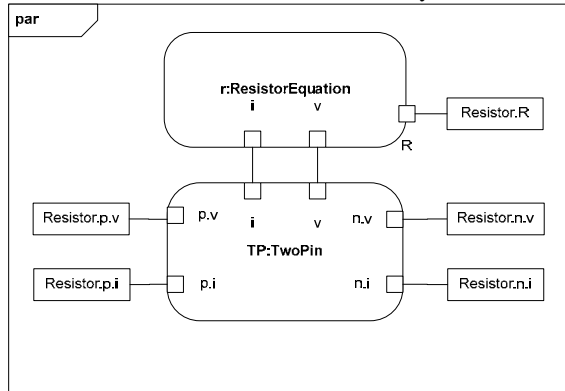 par
r:ResistorEquation
i v
R
Resistor.R
Resistor.p.v
p.v
i v
n.v
Resistor.n.v
TP:TwoPin
Resistor.p.i
p.i
n.i
Resistor.n.i